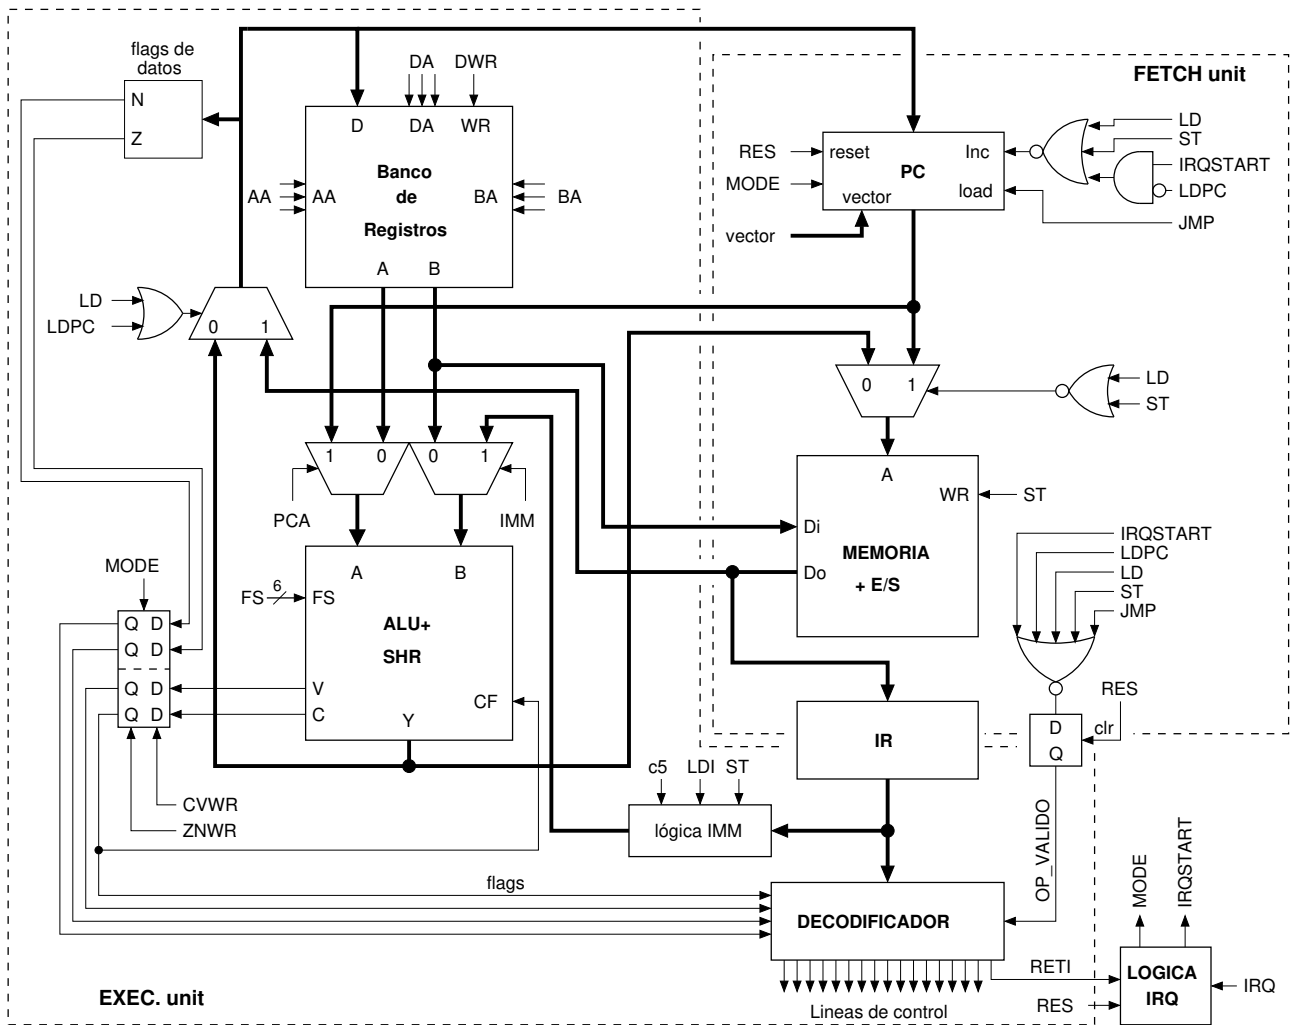 flags de
datos
N
Z
DA
DWR
D
DA
WR
Banco
de
Registros
AA
AA
BA
BA
A
B
FETCH unit
RES
MODE
reset
Inc
PC
vector
load
vector
LD
ST
IRQSTART
LDPC
JMP
LD
LDPC
0
1
0
1
LD
ST
1
0
0
1
PCA
IMM
A
WR
ST
Di
MEMORIA
Do
+ E/S
MODE
Q D
Q D
Q D
Q D
FS
6
FS
A
B
ALU+
SHR
V
C
CF
Y
IRQSTART
LDPC
LD
ST
JMP
RES
D
clr
Q
IR
CVWR
ZNWR
c5
LDI
ST
lógica IMM
OP_VALIDO
flags
DECODIFICADOR
MODE
IRQSTART
RETI
LOGICA
IRQ
IRQ
RES
Lineas de control
EXEC. unit